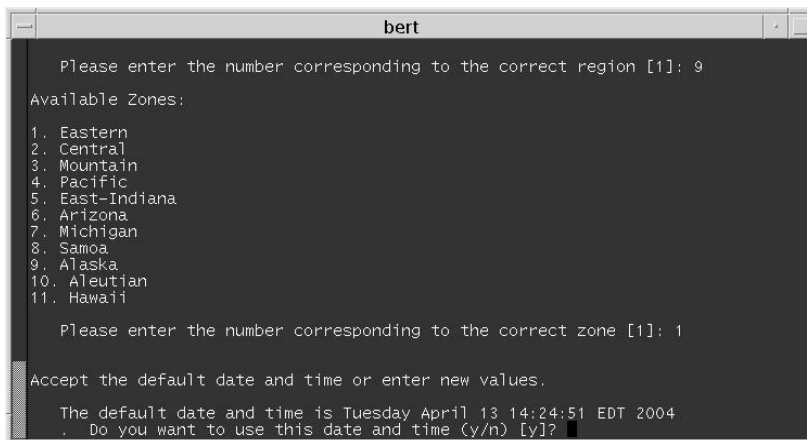 bert
Please enter the number corresponding to the correct region [1]: 9
Available Zones:
1. Eastern
2. Central
3. Mountain
4. Pacific
5. East-Indiana
6. Arizona
7. Michigan
8. Samoa
9. Alaska
10. Aleutian
11. Hawaii
Please enter the number corresponding to the correct zone [1]: 1
Accept the default date and time or enter new values.
The default date and time is Tuesday April 13 14:24:51 EDT 2004
. Do you want to use this date and time (y/n) [y]?